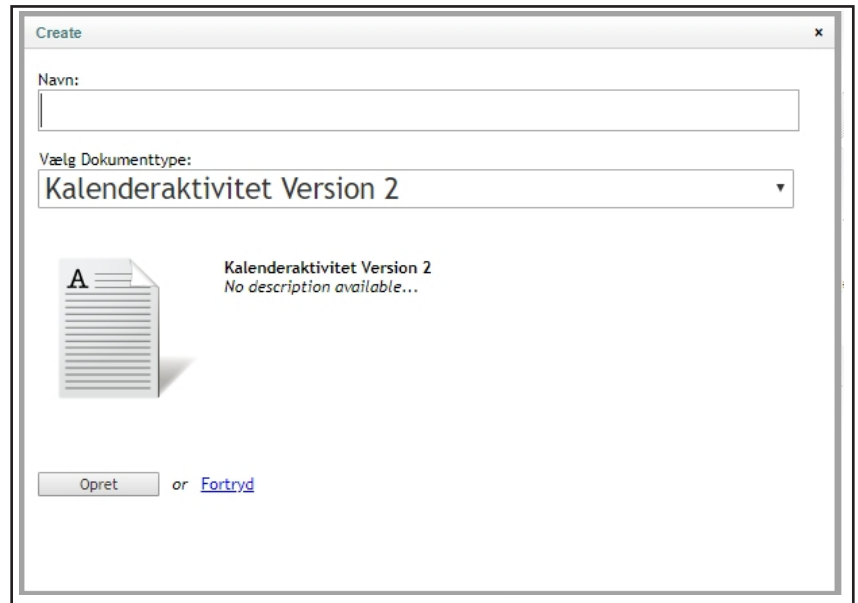 Create x
Navn:
Vælg Dokumenttype:
Kalenderaktivitet Version 2
A
Kalenderaktivitet Version 2
No description available...
Opret or Fortryd